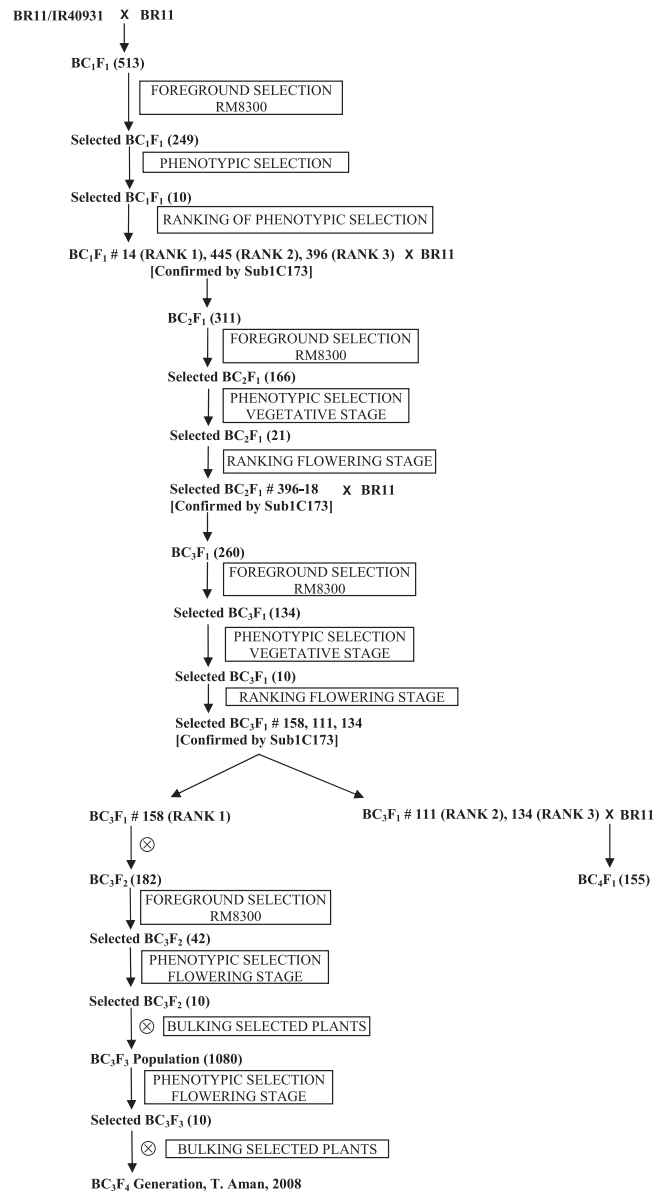 BR11/IR40931 X BR11
BC₁F₁ (513)
FOREGROUND SELECTION
RM8300
Selected BC₁F₁ (249)
PHENOTYPIC SELECTION
Selected BC₁F₁ (10)
RANKING OF PHENOTYPIC SELECTION
BC₁F₁ # 14 (RANK 1), 445 (RANK 2), 396 (RANK 3) X BR11
[Confirmed by Sub1C173]
BC₂F₁ (311)
FOREGROUND SELECTION
RM8300
Selected BC₂F₁ (166)
PHENOTYPIC SELECTION
VEGETATIVE STAGE
Selected BC₂F₁ (21)
RANKING FLOWERING STAGE
Selected BC₂F₁ # 396-18 X BR11
[Confirmed by Sub1C173]
BC₃F₁ (260)
FOREGROUND SELECTION
RM8300
Selected BC₃F₁ (134)
PHENOTYPIC SELECTION
VEGETATIVE STAGE
Selected BC₃F₁ (10)
RANKING FLOWERING STAGE
Selected BC₃F₁ # 158, 111, 134
[Confirmed by Sub1C173]
BC₃F₁ # 158 (RANK 1)
BC₃F₁ # 111 (RANK 2), 134 (RANK 3) X BR11
⊗
BC₃F₂ (182)
BC₄F₁ (155)
FOREGROUND SELECTION
RM8300
Selected BC₃F₂ (42)
PHENOTYPIC SELECTION
FLOWERING STAGE
Selected BC₃F₂ (10)
⊗ BULKING SELECTED PLANTS
BC₃F₃ Population (1080)
PHENOTYPIC SELECTION
FLOWERING STAGE
Selected BC₃F₃ (10)
⊗ BULKING SELECTED PLANTS
BC₃F₄ Generation, T. Aman, 2008